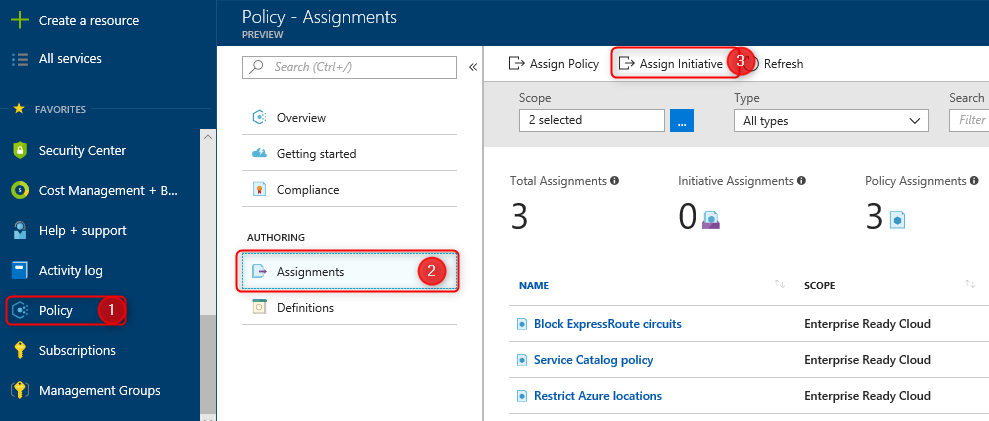 Create a resource
All services
FAVORITES
Security Center
Cost Management + B...
Help + support
Activity log
Policy 1
Subscriptions
Management Groups
Policy - Assignments
PREVIEW
Search (Ctrl+/)
«
Overview
Getting started
Compliance
AUTHORING
Assignments 2
Definitions
Assign Policy Assign Initiative 3 Refresh
Scope Type Search
2 selected ... All types Filter
Total Assignments Initiative Assignments Policy Assignments
3 0 3
NAME SCOPE
Block ExpressRoute circuits Enterprise Ready Cloud
Service Catalog policy Enterprise Ready Cloud
Restrict Azure locations Enterprise Ready Cloud